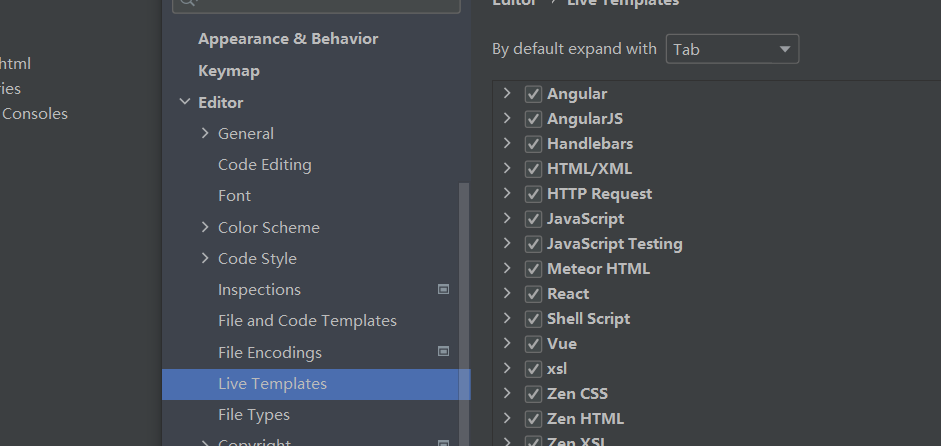 html
ries
Consoles
Appearance & Behavior
Keymap
Editor
General
Code Editing
Font
Color Scheme
Code Style
Inspections
File and Code Templates
File Encodings
Live Templates
File Types
Copyright
Editor › Live Templates
By default expand with Tab
Angular
AngularJS
Handlebars
HTML/XML
HTTP Request
JavaScript
JavaScript Testing
Meteor HTML
React
Shell Script
Vue
xsl
Zen CSS
Zen HTML
Zen XSL